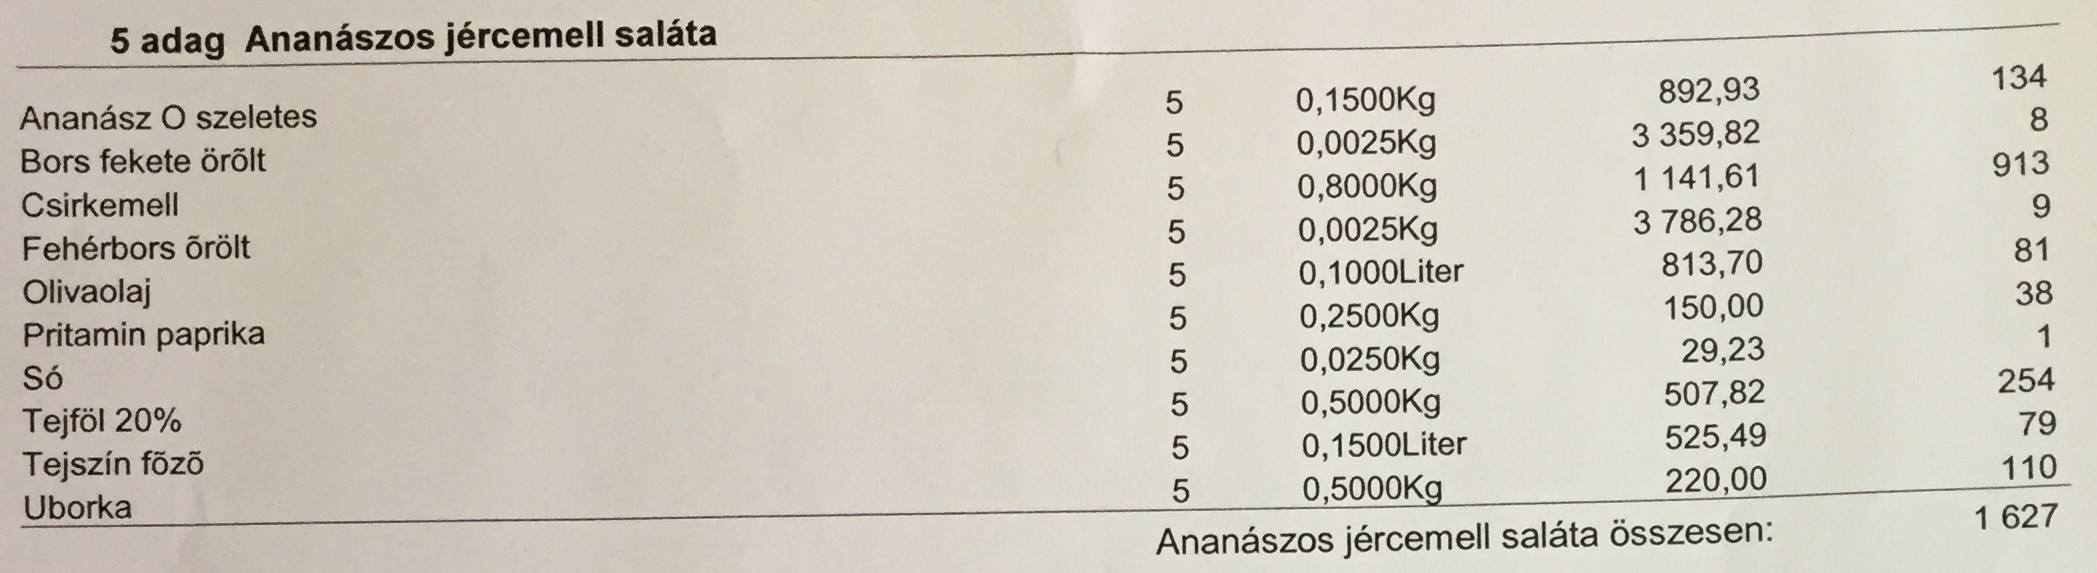 5 adag Ananászos jércemell saláta
Ananász O szeletes 5 0,1500Kg 892,93 134
Bors fekete örõlt 5 0,0025Kg 3 359,82 8
Csirkemell 5 0,8000Kg 1 141,61 913
Fehérbors õrölt 5 0,0025Kg 3 786,28 9
Olivaolaj 5 0,1000Liter 813,70 81
Pritamin paprika 5 0,2500Kg 150,00 38
Só 5 0,0250Kg 29,23 1
Tejföl 20% 5 0,5000Kg 507,82 254
Tejszín fõzõ 5 0,1500Liter 525,49 79
Uborka 5 0,5000Kg 220,00 110
Ananászos jércemell saláta összesen: 1 627